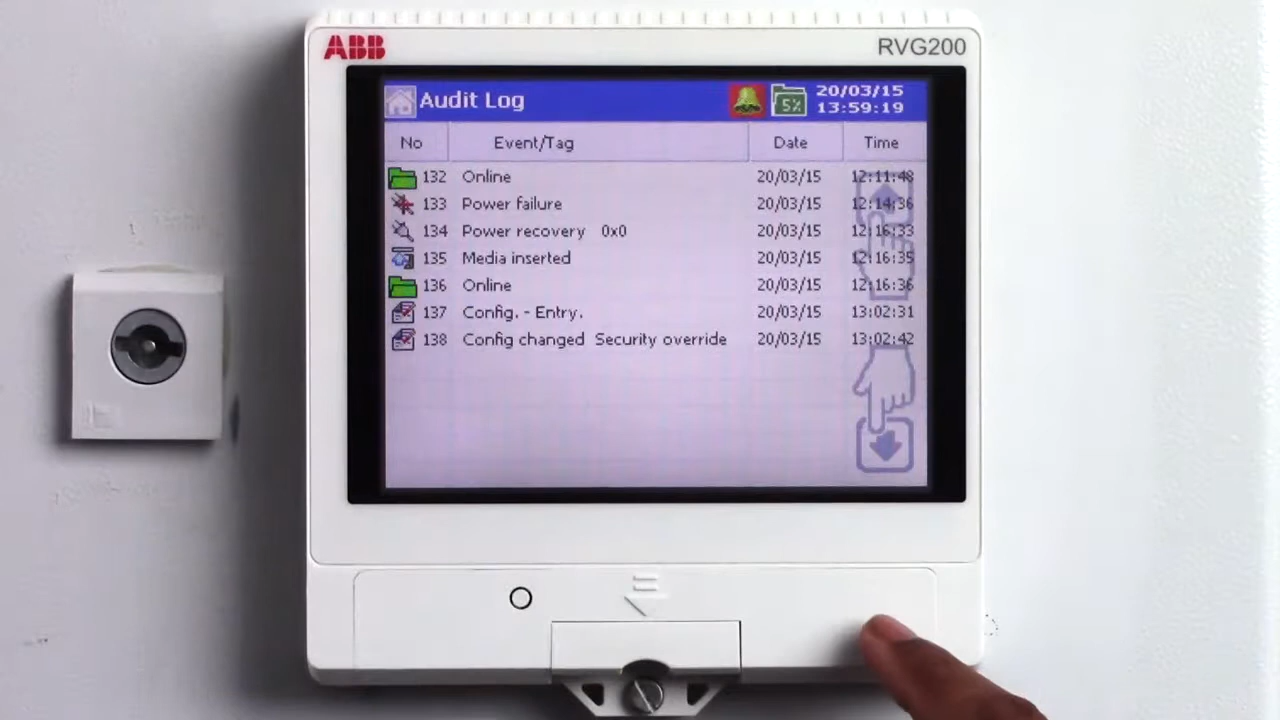 ABB RVG200
Audit Log 5% 20/03/15
13:59:19
No Event/Tag Date Time
132 Online 20/03/15 12:11:48
133 Power failure 20/03/15 12:14:36
134 Power recovery 0x0 20/03/15 12:16:33
135 Media inserted 20/03/15 12:16:35
136 Online 20/03/15 12:16:36
137 Config. - Entry. 20/03/15 13:02:31
138 Config changed Security override 20/03/15 13:02:42